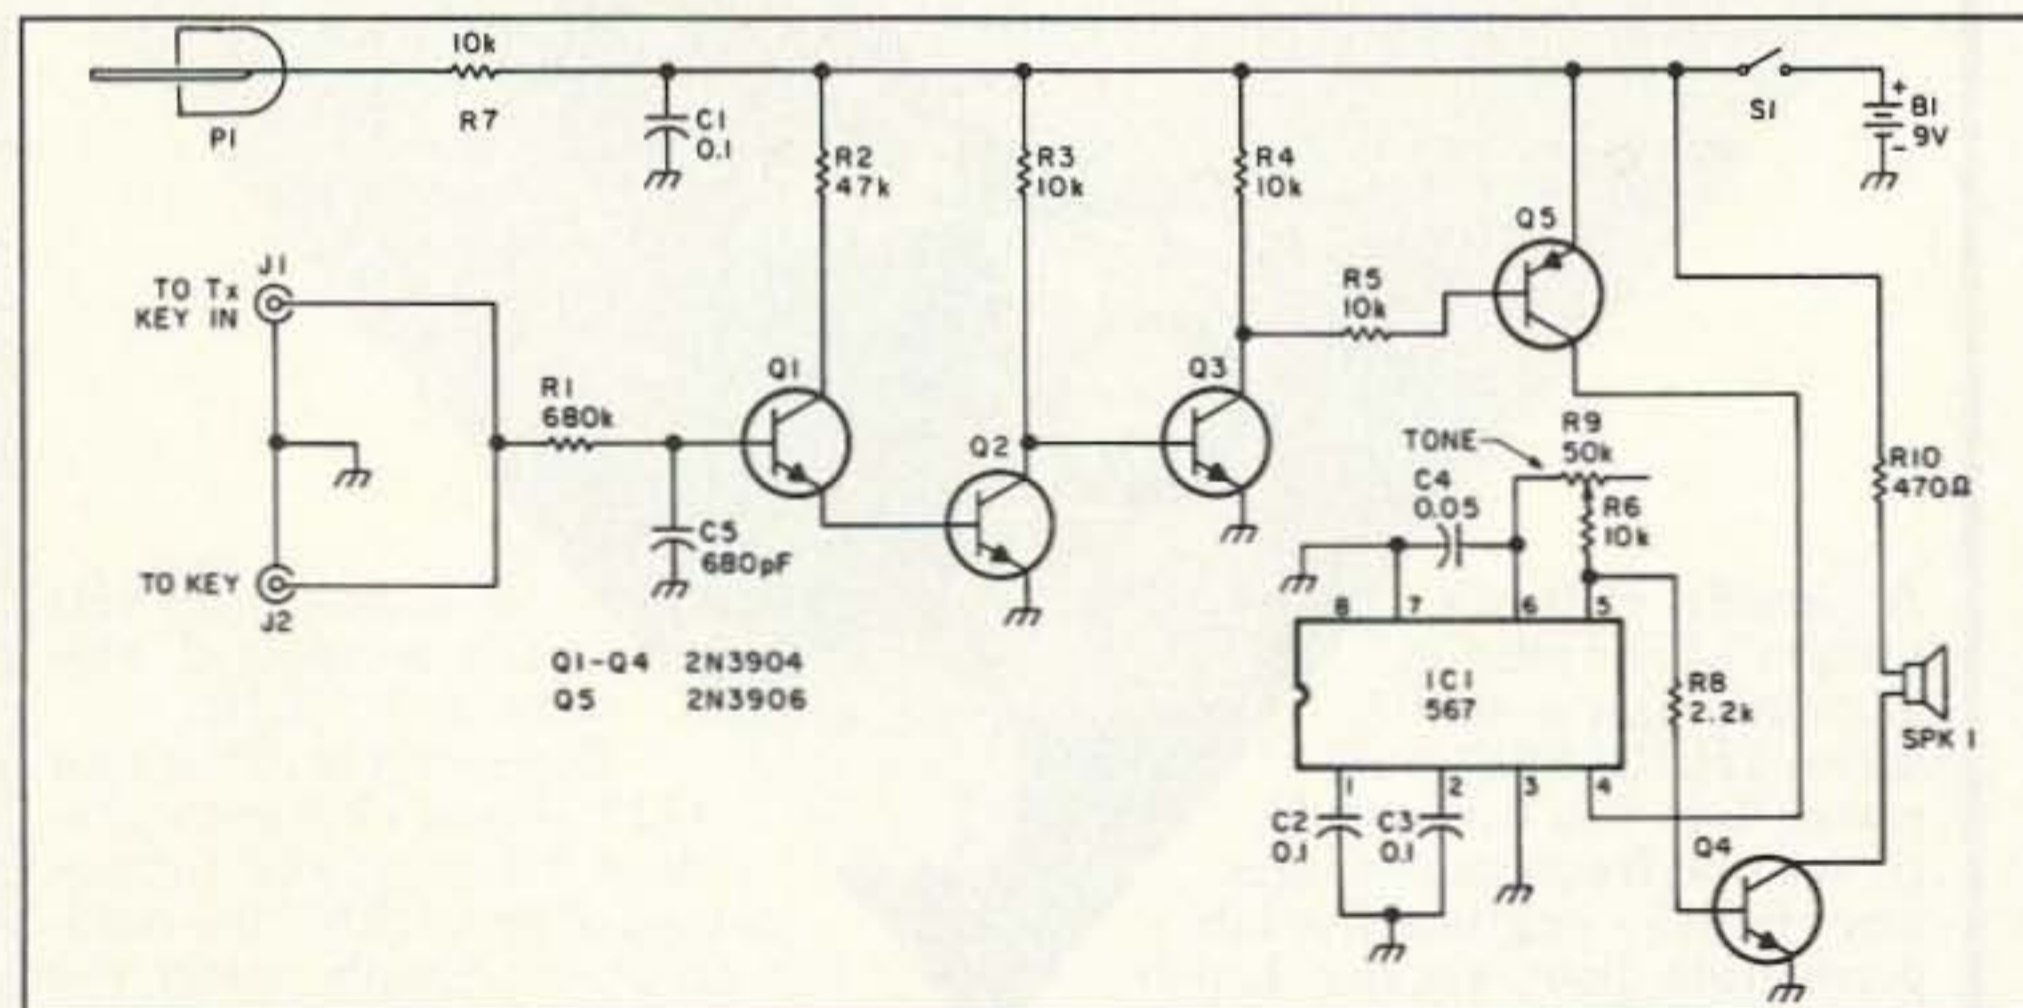 10k
R7
P1
C1
0.1
R2
47k
R3
10k
R4
10k
S1
+
B1
9V
-
Q5
J1
TO Tx
KEY IN
R5
10k
R1
680k
Q1
Q3
Q2
TONE
R9
50k
C4
0.05
R6
10k
R10
470Ω
C5
680pF
TO KEY
J2
Q1-Q4 2N3904
Q5 2N3906
8 7 6 5
IC1
567
R8
2.2k
SPK 1
1 2 3 4
C2
0.1
C3
0.1
Q4